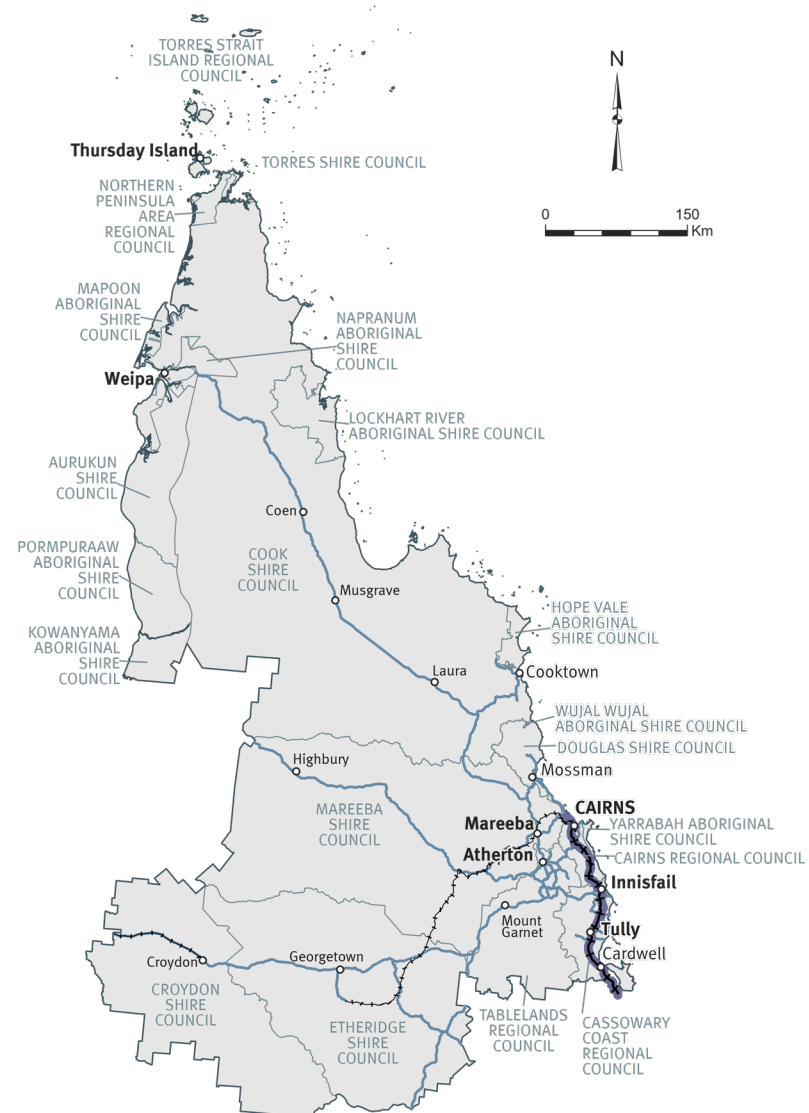 TORRES STRAIT
ISLAND REGIONAL
COUNCIL
N
Thursday Island
TORRES SHIRE COUNCIL
NORTHERN
PENINSULA
AREA
REGIONAL
COUNCIL
0 150
Km
MAPOON
ABORIGINAL
SHIRE
COUNCIL
NAPRANUM
ABORIGINAL
SHIRE
COUNCIL
Weipa
LOCKHART RIVER
ABORIGINAL SHIRE COUNCIL
AURUKUN
SHIRE
COUNCIL
Coen
PORMPURAAW
ABORIGINAL
SHIRE
COUNCIL
COOK
SHIRE
COUNCIL
Musgrave
HOPE VALE
ABORIGINAL
SHIRE COUNCIL
KOWANYAMA
ABORIGINAL
SHIRE
COUNCIL
Laura
Cooktown
WUJAL WUJAL
ABORGINAL SHIRE COUNCIL
DOUGLAS SHIRE COUNCIL
Highbury
Mossman
MAREEBA
SHIRE
COUNCIL
CAIRNS
Mareeba
YARRABAH ABORIGINAL
SHIRE COUNCIL
Atherton
CAIRNS REGIONAL COUNCIL
Innisfail
Mount
Garnet
Tully
Croydon
Georgetown
Cardwell
CROYDON
SHIRE
COUNCIL
ETHERIDGE
SHIRE
COUNCIL
TABLELANDS
REGIONAL
COUNCIL
CASSOWARY
COAST
REGIONAL
COUNCIL